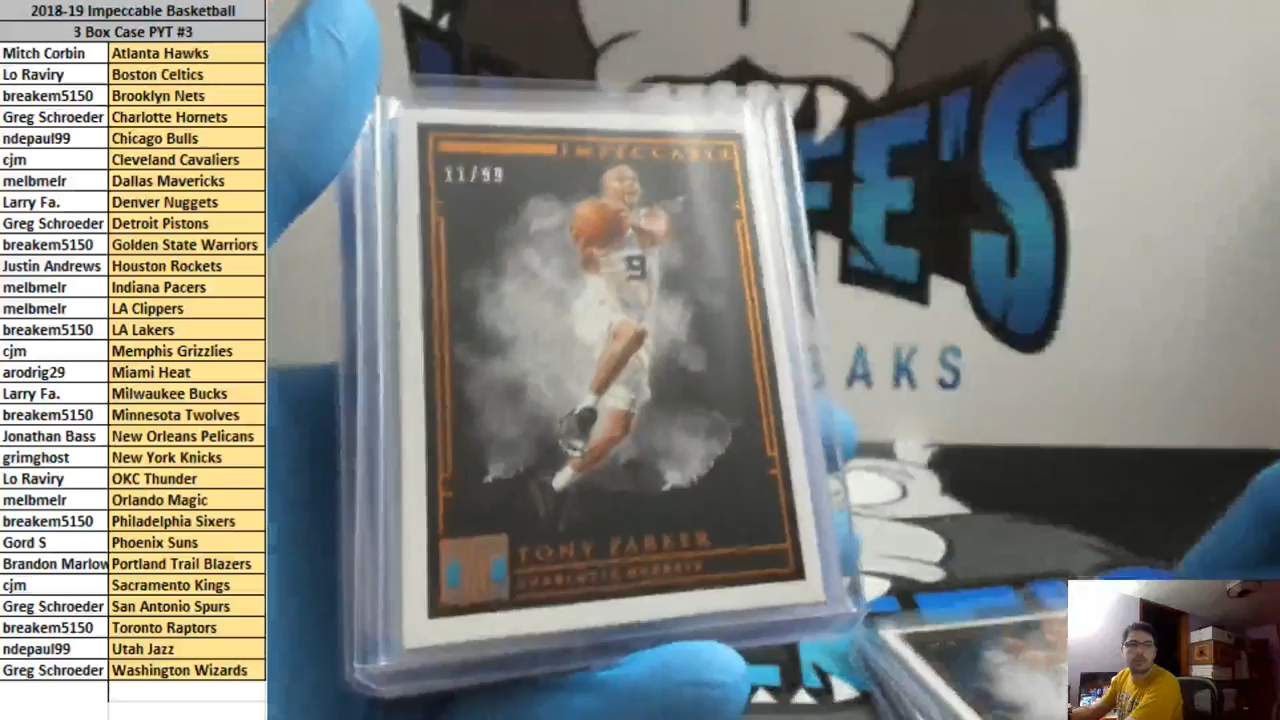 2018-19 Impeccable Basketball
3 Box Case PYT #3
Mitch Corbin Atlanta Hawks
Lo Raviry Boston Celtics
breakem5150 Brooklyn Nets
Greg Schroeder Charlotte Hornets
ndepaul99 Chicago Bulls
cjm Cleveland Cavaliers
melbmelr Dallas Mavericks
Larry Fa. Denver Nuggets
Greg Schroeder Detroit Pistons
breakem5150 Golden State Warriors
Justin Andrews Houston Rockets
melbmelr Indiana Pacers
melbmelr LA Clippers
breakem5150 LA Lakers
cjm Memphis Grizzlies
arodrig29 Miami Heat
Larry Fa. Milwaukee Bucks
breakem5150 Minnesota Twolves
Jonathan Bass New Orleans Pelicans
grimghost New York Knicks
Lo Raviry OKC Thunder
melbmelr Orlando Magic
breakem5150 Philadelphia Sixers
Gord S Phoenix Suns
Brandon Marlow Portland Trail Blazers
cjm Sacramento Kings
Greg Schroeder San Antonio Spurs
breakem5150 Toronto Raptors
ndepaul99 Utah Jazz
Greg Schroeder Washington Wizards
IMPECCABLE
11/99
9
TONY PARKER
CHARLOTTE HORNETS
FE'S
EAKS